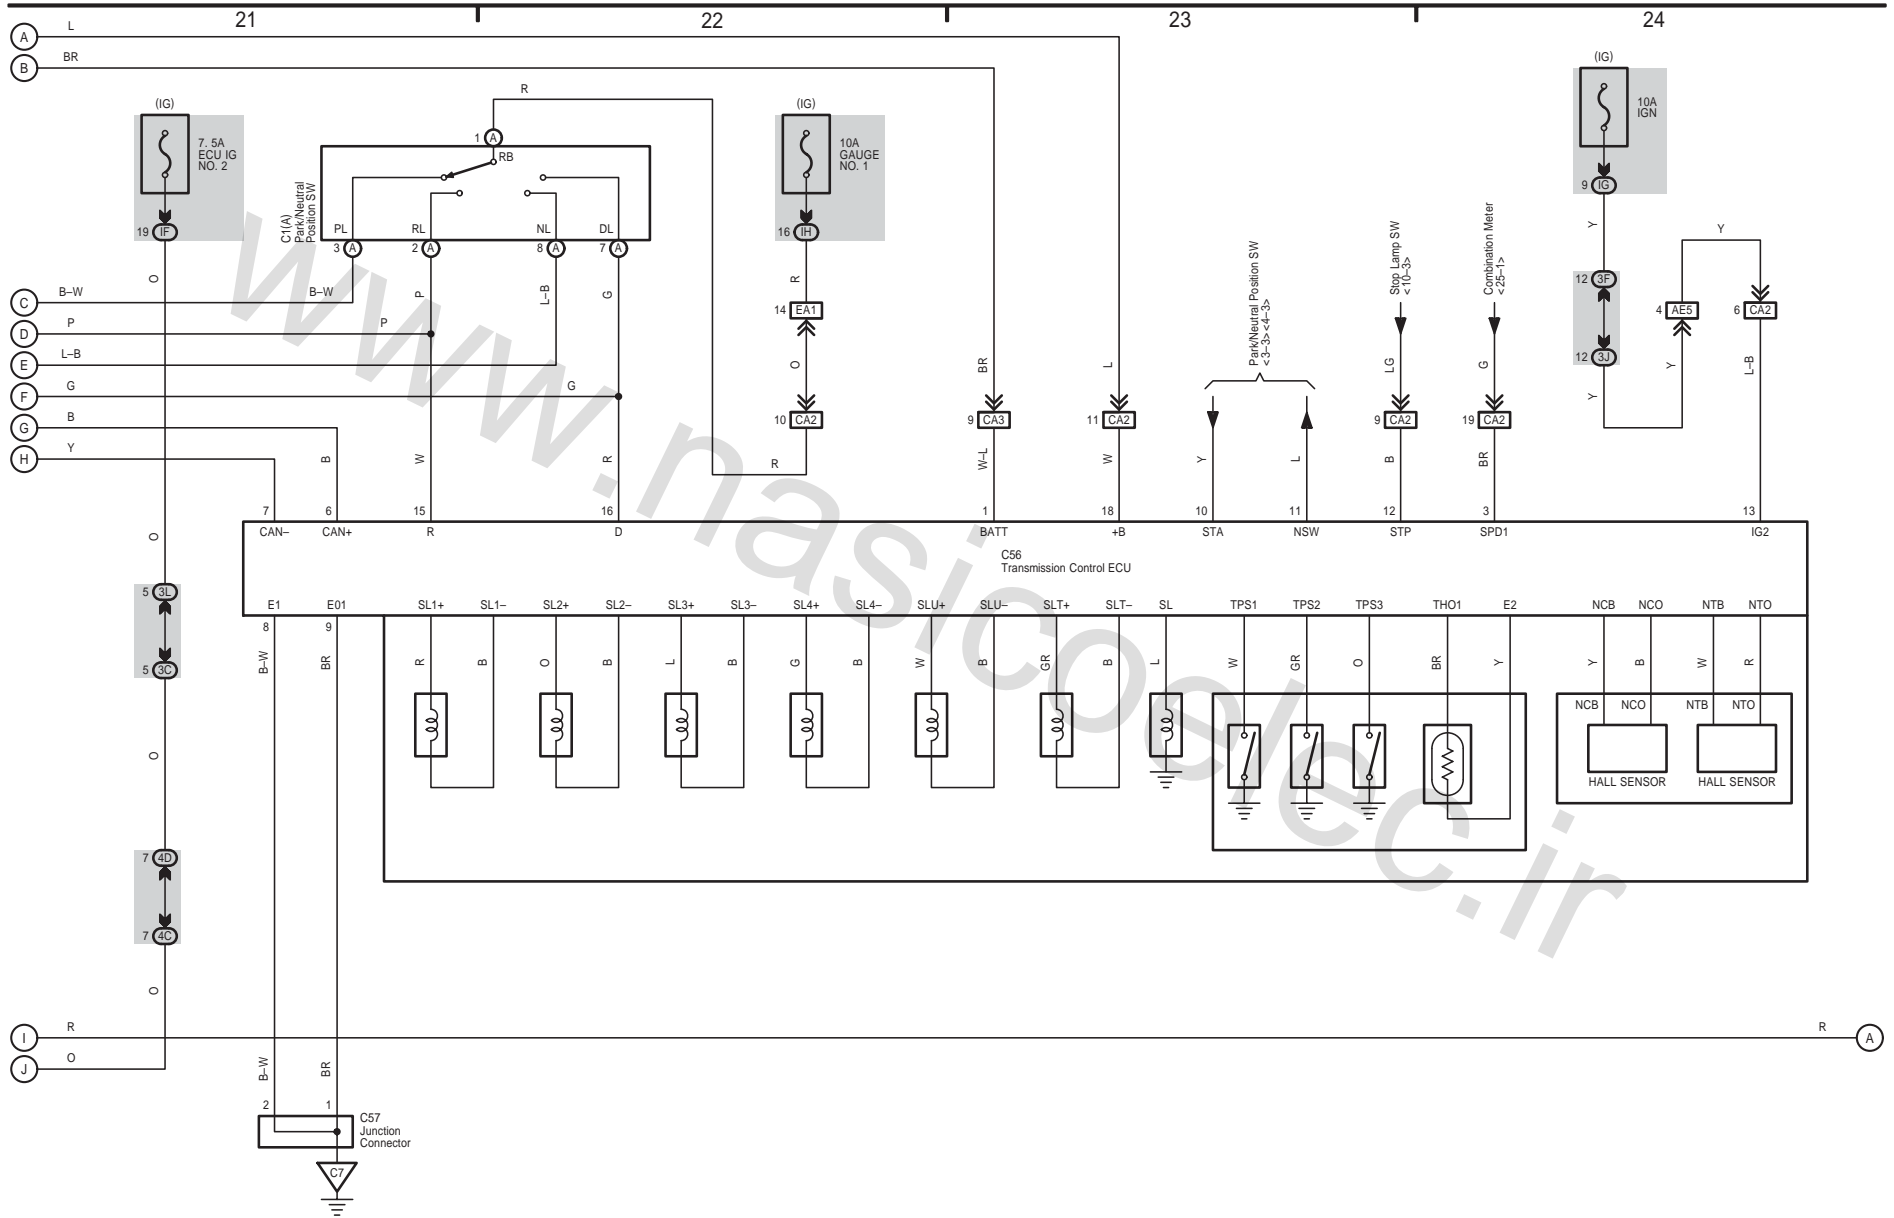 21
22
23
24
A
L
B
BR
(IG)
7. 5A
ECU IG
NO. 2
19
IF
O
R
1
A
RB
C1(A)
Park/Neutral
Position SW
PL
RL
NL
DL
3
A
2
A
8
A
7
A
(IG)
10A
GAUGE
NO. 1
16
IH
R
14
EA1
O
10
CA2
R
(IG)
10A
IGN
9
IG
Y
12
3F
12
3J
Y
Y
4
AE5
Y
6
CA2
L–B
C
B–W
B–W
D
P
P
P
E
L–B
L–B
F
G
G
G
G
B
B
H
Y
W
R
BR
9
CA3
W–L
L
11
CA2
W
Park/Neutral Position SW
<3–3><4–3>
Y
L
Stop Lamp SW
<10–3>
LG
9
CA2
B
Combination Meter
<25–1>
G
19
CA2
BR
7
6
15
16
1
18
10
11
12
3
13
CAN–
CAN+
R
D
BATT
+B
STA
NSW
STP
SPD1
IG2
C56
Transmission Control ECU
E1
E01
SL1+
SL1–
SL2+
SL2–
SL3+
SL3–
SL4+
SL4–
SLU+
SLU–
SLT+
SLT–
SL
TPS1
TPS2
TPS3
THO1
E2
NCB
NCO
NTB
NTO
8
9
B–W
BR
R
B
O
B
L
B
G
B
W
B
GR
B
L
W
GR
O
BR
Y
Y
B
W
R
NCB
NCO
NTB
NTO
HALL SENSOR
HALL SENSOR
O
5
3L
5
3C
O
7
4D
7
4C
O
I
R
R
A
J
O
B–W
BR
2
1
C57
Junction
Connector
C7
www.nasicoelec.ir